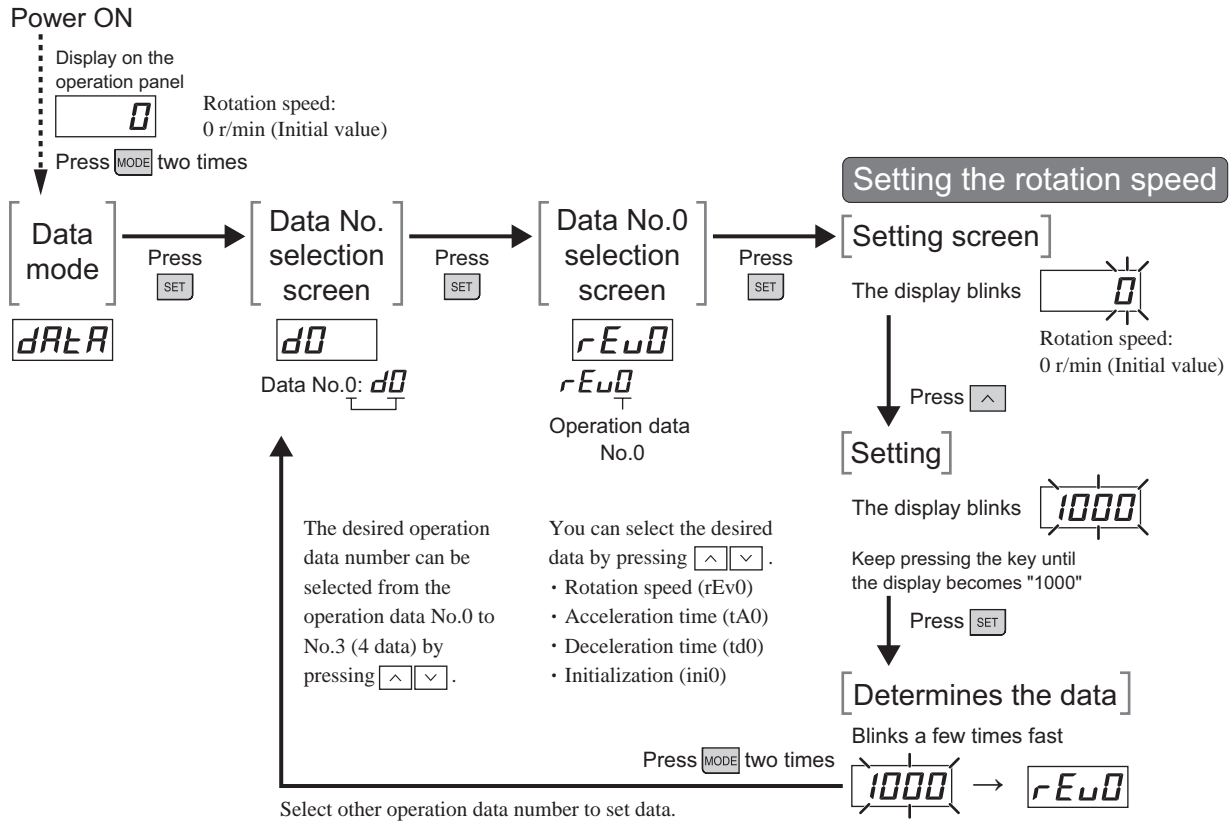 Power ON
Display on the
operation panel
0
Rotation speed:
0 r/min (Initial value)
Press MODE two times
Data
mode
dAtA
Press
SET
Data No.
selection
screen
d0
Data No.0: d0
Press
SET
Data No.0
selection
screen
rEv0
rEv0
Operation data
No.0
Press
SET
Setting the rotation speed
Setting screen
The display blinks
0
Rotation speed:
0 r/min (Initial value)
Press ^
Setting
The display blinks
1000
Keep pressing the key until
the display becomes "1000"
Press SET
Determines the data
Blinks a few times fast
1000 → rEv0
Press MODE two times
The desired operation
data number can be
selected from the
operation data No.0 to
No.3 (4 data) by
pressing ^ ˅ .
You can select the desired
data by pressing ^ ˅ .
・Rotation speed (rEv0)
・Acceleration time (tA0)
・Deceleration time (td0)
・Initialization (ini0)
Select other operation data number to set data.